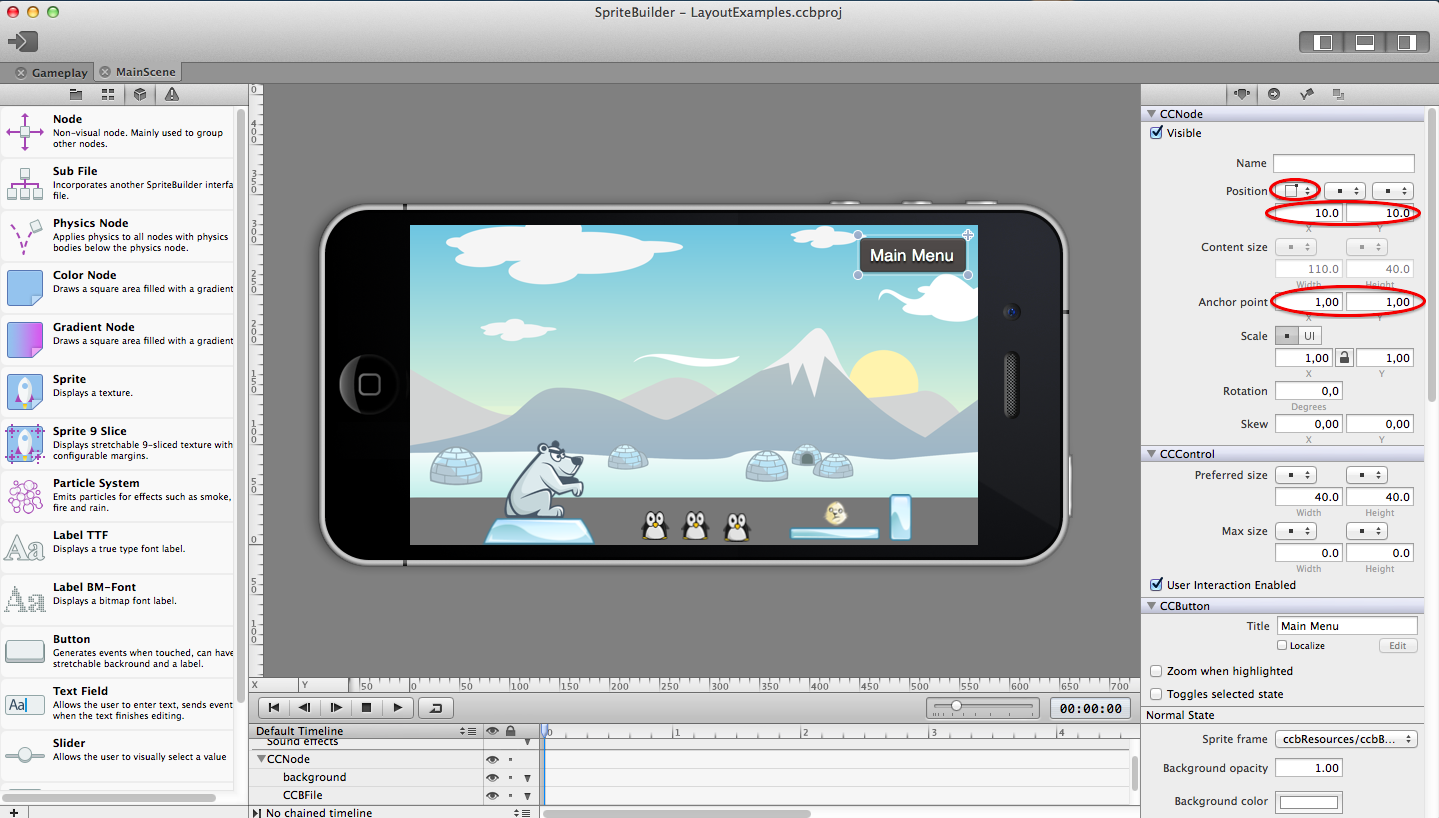 SpriteBuilder – LayoutExamples.ccbproj
Gameplay
MainScene
Node
Non-visual node. Mainly used to group
other nodes.
Sub File
Incorporates another SpriteBuilder interfa
file.
Physics Node
Applies physics to all nodes with physics
bodies below the physics node.
Color Node
Draws a square area filled with a gradient
Gradient Node
Draws a square area filled with a gradient
Sprite
Displays a texture.
Sprite 9 Slice
Displays stretchable 9-sliced texture with
configurable margins.
Particle System
Emits particles for effects such as smoke,
fire and rain.
Label TTF
Displays a true type font label.
Label BM-Font
Displays a bitmap font label.
Button
Generates events when touched, can have
stretchable backround and a label.
Text Field
Allows the user to enter text, sends event
when the text finishes editing.
Slider
Allows the user to visually select a value
Main Menu
400
350
300
250
200
150
100
50
0
50
100
X Y 50 0 50 100 150 200 250 300 350 400 450 500 550 600 650 700
00:00:00
Default Timeline
0 1 2 3 4
Sound effects
CCNode
background
CCBFile
No chained timeline
CCNode
Visible
Name
Position
10.0 10.0
X Y
Content size
110.0 40.0
Width Height
Anchor point 1,00 1,00
X Y
Scale UI
1,00 1,00
X Y
Rotation 0,0
Degrees
Skew 0,00 0,00
X Y
CCControl
Preferred size
40.0 40.0
Width Height
Max size
0.0 0.0
Width Height
User Interaction Enabled
CCButton
Title Main Menu
Localize Edit
Zoom when highlighted
Toggles selected state
Normal State
Sprite frame ccbResources/ccbB...
Background opacity 1.00
Background color